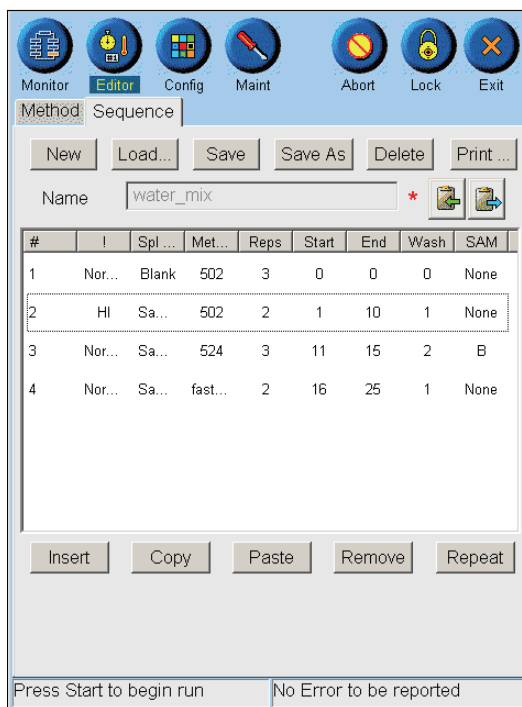 Monitor Editor Config Maint Abort Lock Exit
Method Sequence
New Load... Save Save As Delete Print ...
Name water_mix *
# ! Spl ... Met... Reps Start End Wash SAM
1 Nor... Blank 502 3 0 0 0 None
2 HI Sa... 502 2 1 10 1 None
3 Nor... Sa... 524 3 11 15 2 B
4 Nor... Sa... fast... 2 16 25 1 None
Insert Copy Paste Remove Repeat
Press Start to begin run No Error to be reported